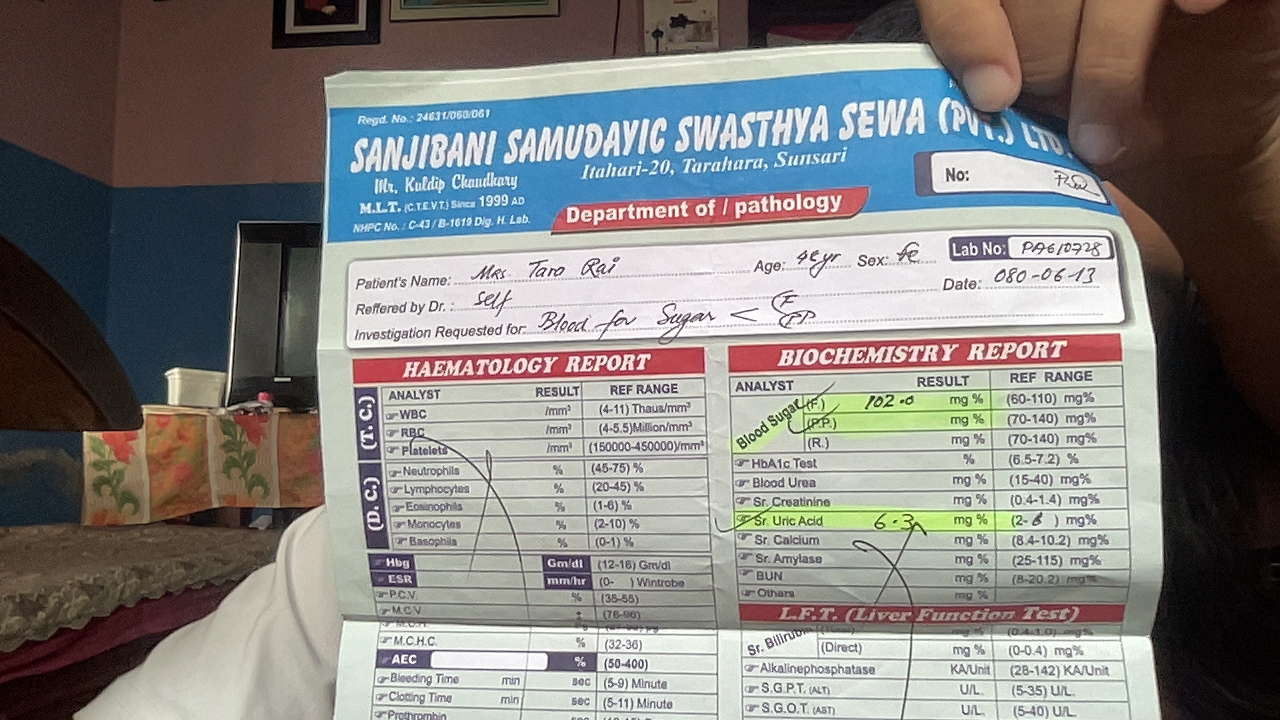 Regd. No.: 24631/060/061
SANJIBANI SAMUDAYIC SWASTHYA SEWA (PVT.) LTD.
Itahari-20, Tarahara, Sunsari
Mr. Kuldip Chaudhary
M.L.T. (C.T.E.V.T.) Since 1999 AD
NHPC No.: C-43 / B-1619 Dig. H. Lab.
Department of / pathology
No:
Patient's Name: Mrs. Tara Rai Age: yr Sex: fe Lab No: PA610728
Reffered by Dr.: Self Date: 080-06-13
Investigation Requested for: Blood for Sugar < F PP
HAEMATOLOGY REPORT
ANALYST RESULT REF RANGE
(T. C.)
WBC /mm³ (4-11) Thaus/mm³
RBC /mm³ (4-5.5)Million/mm³
Platelets /mm³ (150000-450000)/mm³
(D. C.)
Neutrophils % (45-75) %
Lymphocytes % (20-45) %
Eosinophils % (1-6) %
Monocytes % (2-10) %
Basophils % (0-1) %
Hbg Gm/dl (12-16) Gm/dl
ESR mm/hr (0- ) Wintrobe
P.C.V. % (35-55)
M.C.V (76-96)
M.C.H.C. % (32-36)
AEC % (50-400)
Bleeding Time min sec (5-9) Minute
Clotting Time min sec (5-11) Minute
Prothrombin sec
BIOCHEMISTRY REPORT
ANALYST RESULT REF RANGE
Blood Sugar (F.) 102.0 mg % (60-110) mg%
(P.P.) mg % (70-140) mg%
(R.) mg % (70-140) mg%
HbA1c Test % (6.5-7.2) %
Blood Urea mg % (15-40) mg%
Sr. Creatinine mg % (0.4-1.4) mg%
Sr. Uric Acid 6.3 mg % (2-6 ) mg%
Sr. Calcium mg % (8.4-10.2) mg%
Sr. Amylase mg % (25-115) mg%
BUN mg % (8-20.2) mg%
Others mg %
L.F.T. (Liver Function Test)
Sr. Bilirubin mg % (0.4-1.0) mg%
(Direct) mg % (0-0.4) mg%
Alkalinephosphatase KA/Unit (28-142) KA/Unit
S.G.P.T. (ALT) U/L. (5-35) U/L.
S.G.O.T. (AST) U/L. (5-40) U/L.